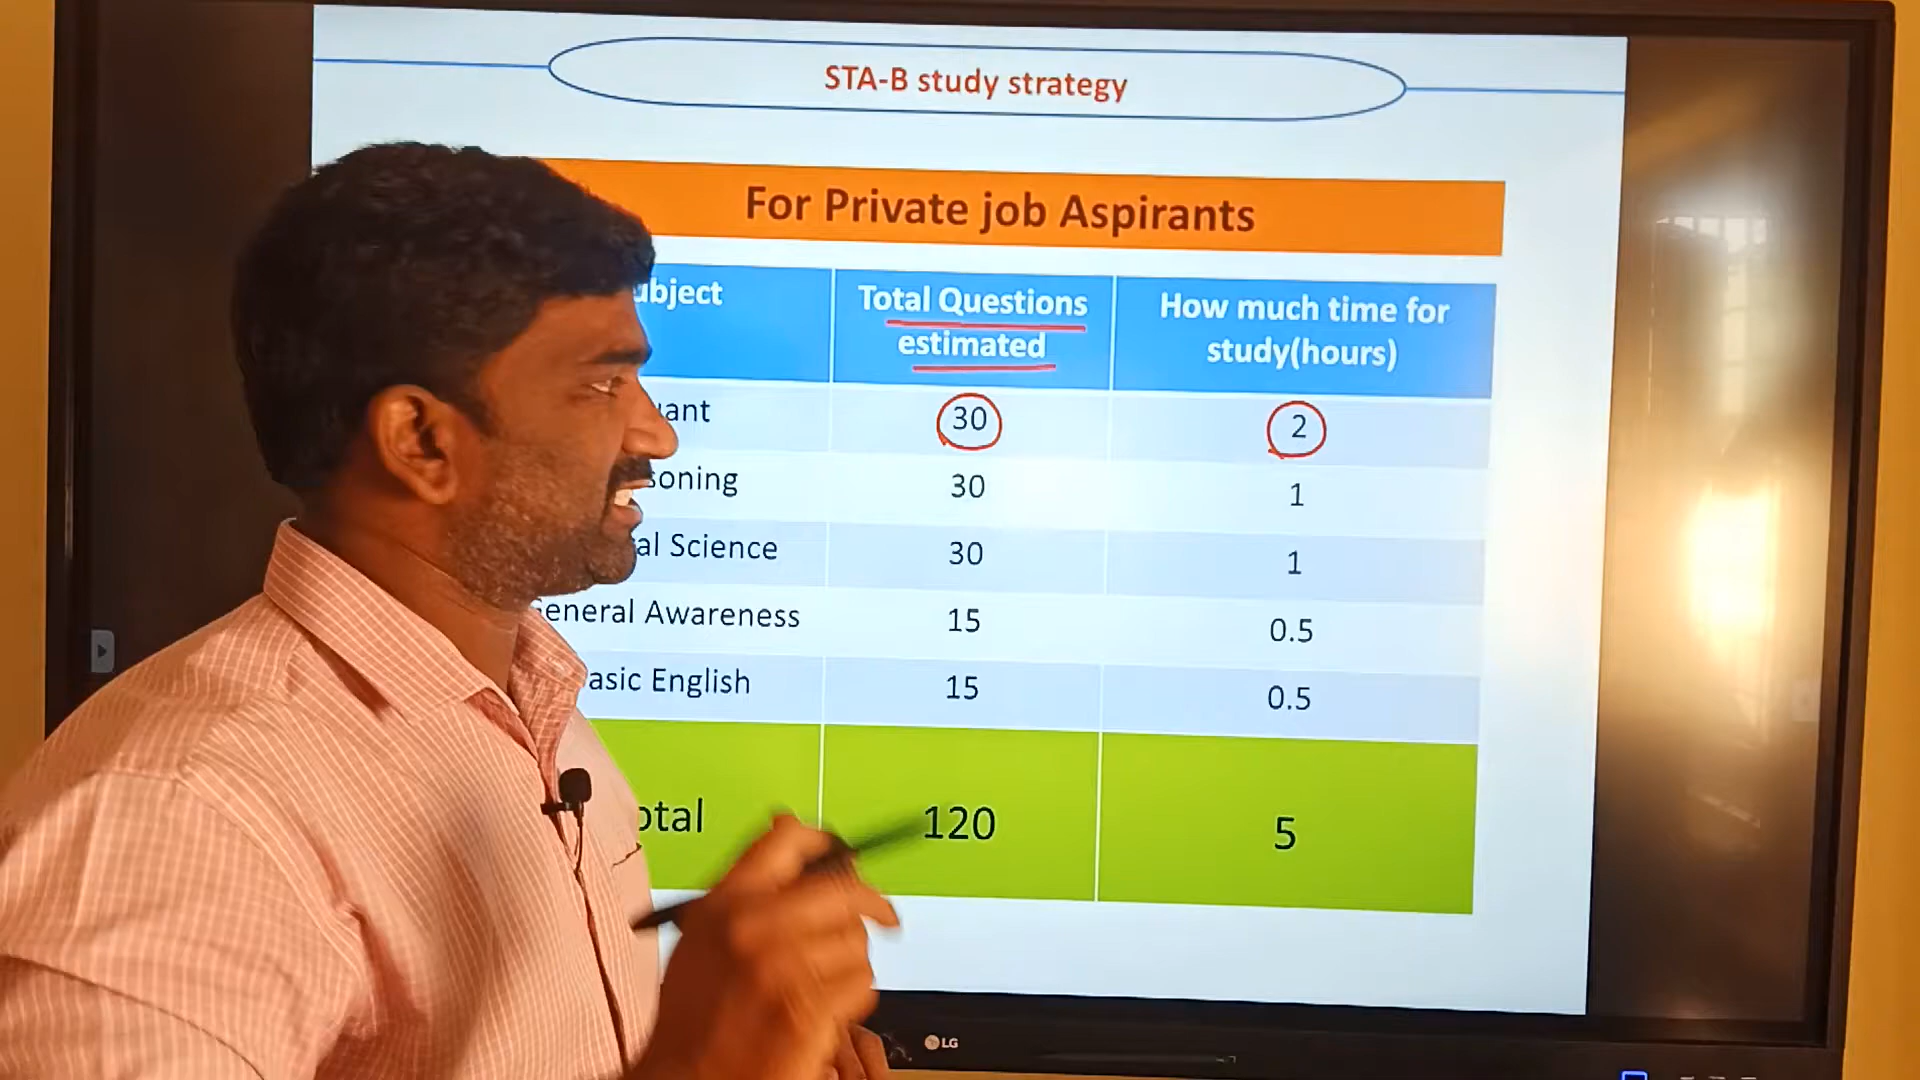 STA-B study strategy
For Private job Aspirants
ubject
Total Questions
estimated
How much time for
study(hours)
ant 30 2
soning 30 1
al Science 30 1
eneral Awareness 15 0.5
asic English 15 0.5
otal 120 5
LG